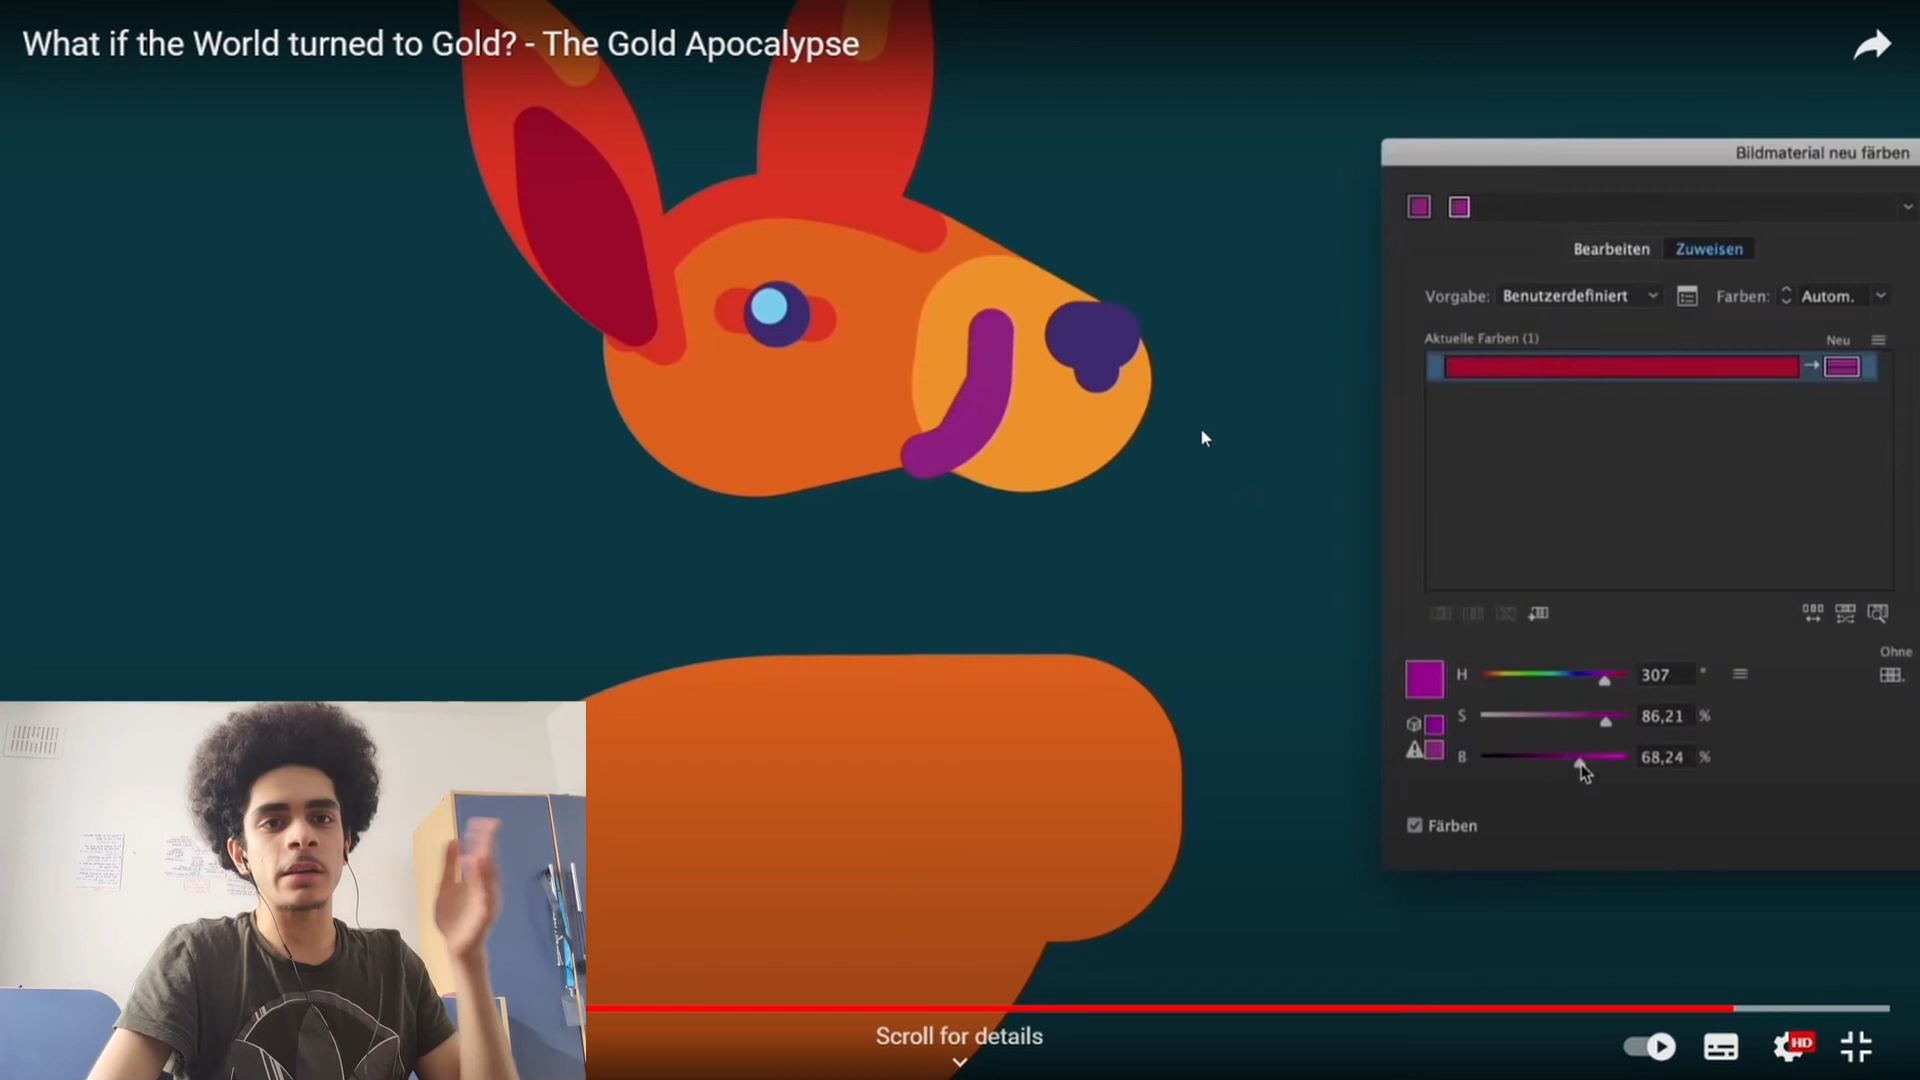 What if the World turned to Gold? - The Gold Apocalypse
Bildmaterial neu färben
Bearbeiten Zuweisen
Vorgabe: Benutzerdefiniert Farben: Autom.
Aktuelle Farben (1) Neu
Ohne
H 307 °
S 86,21 %
B 68,24 %
Färben
Scroll for details
HD